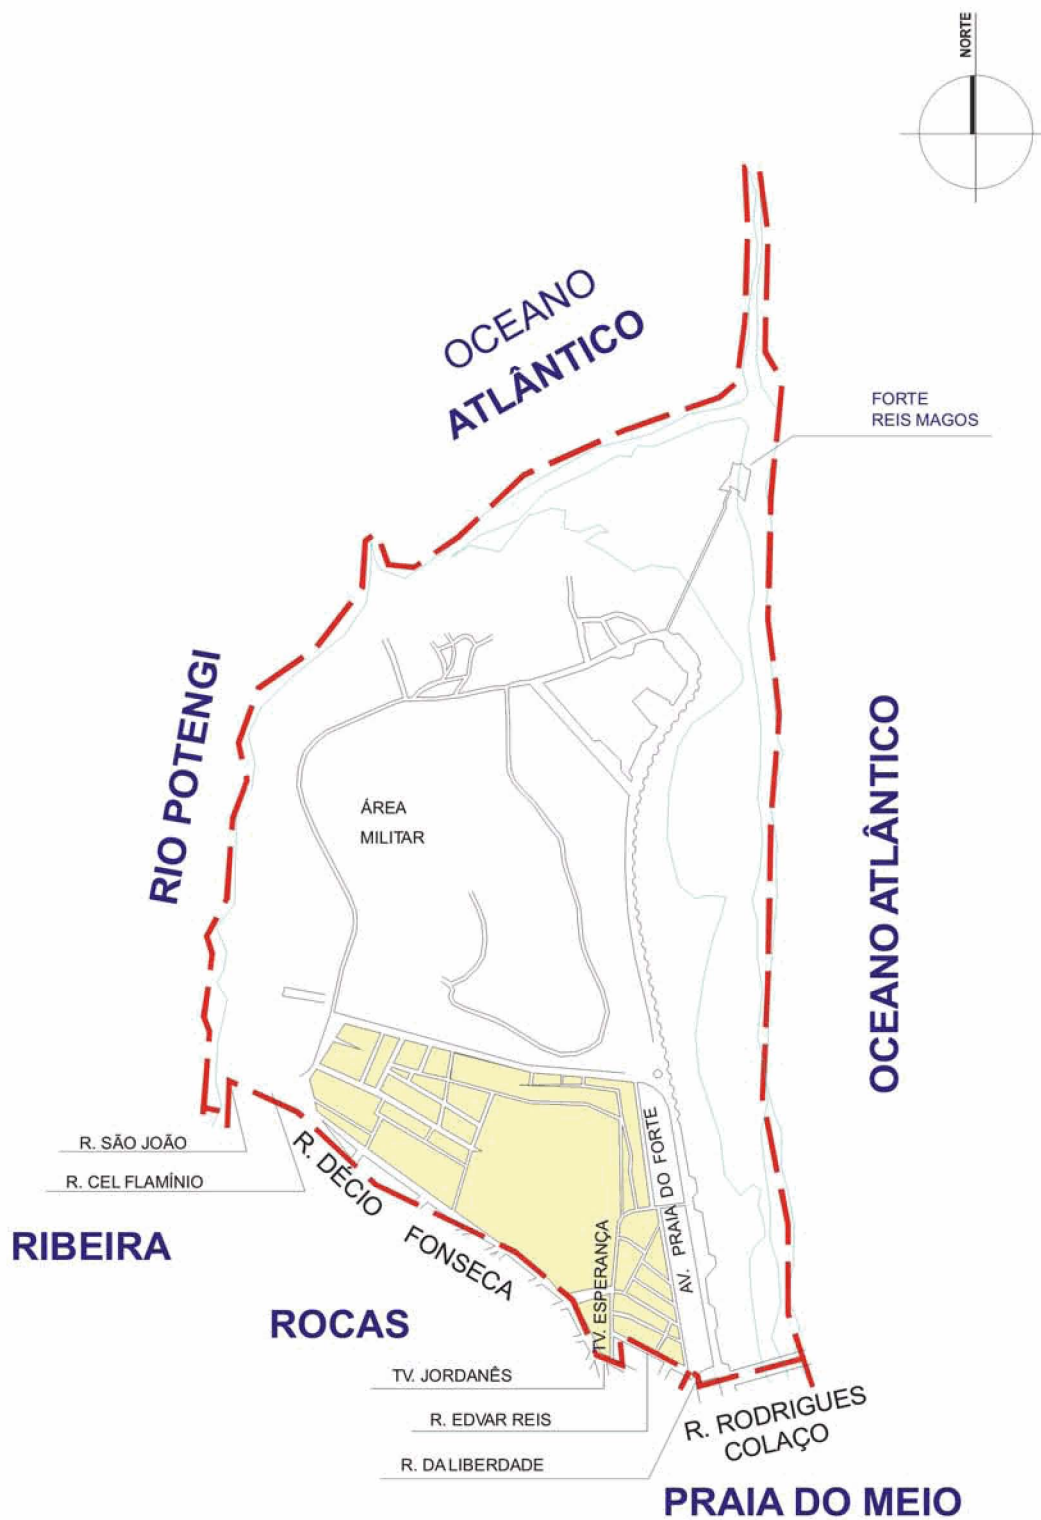 NORTE
OCEANO
ATLÂNTICO
FORTE
REIS MAGOS
RIO POTENGI
OCEANO ATLÂNTICO
ÁREA
MILITAR
R. SÃO JOÃO
R. CEL FLAMÍNIO
R. DÉCIO FONSECA
AV. PRAIA DO FORTE
TV. ESPERANÇA
RIBEIRA
ROCAS
TV. JORDANÊS
R. EDVAR REIS
R. DA LIBERDADE
R. RODRIGUES
COLAÇO
PRAIA DO MEIO